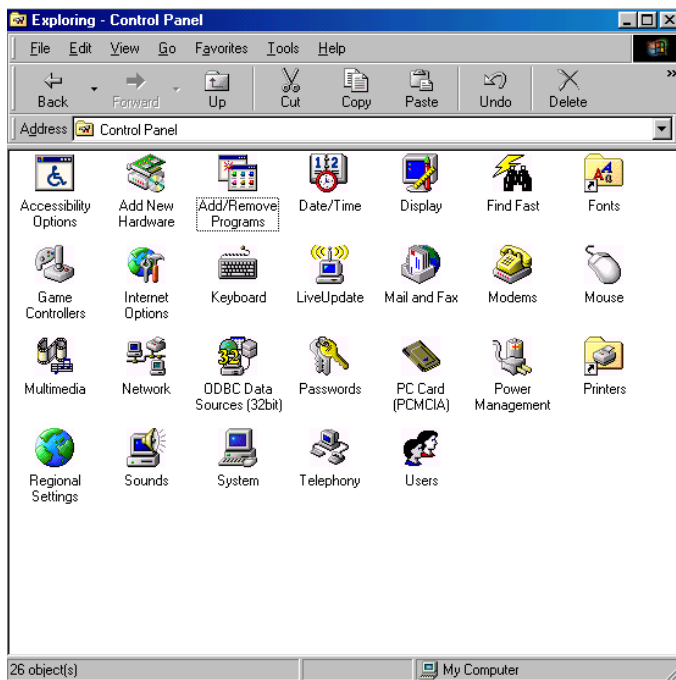 Exploring - Control Panel
File Edit View Go Favorites Tools Help
Back Forward Up Cut Copy Paste Undo Delete »
Address Control Panel
Accessibility Options
Add New Hardware
Add/Remove Programs
Date/Time
Display
Find Fast
Fonts
Game Controllers
Internet Options
Keyboard
LiveUpdate
Mail and Fax
Modems
Mouse
Multimedia
Network
ODBC Data Sources (32bit)
Passwords
PC Card (PCMCIA)
Power Management
Printers
Regional Settings
Sounds
System
Telephony
Users
26 object(s) My Computer